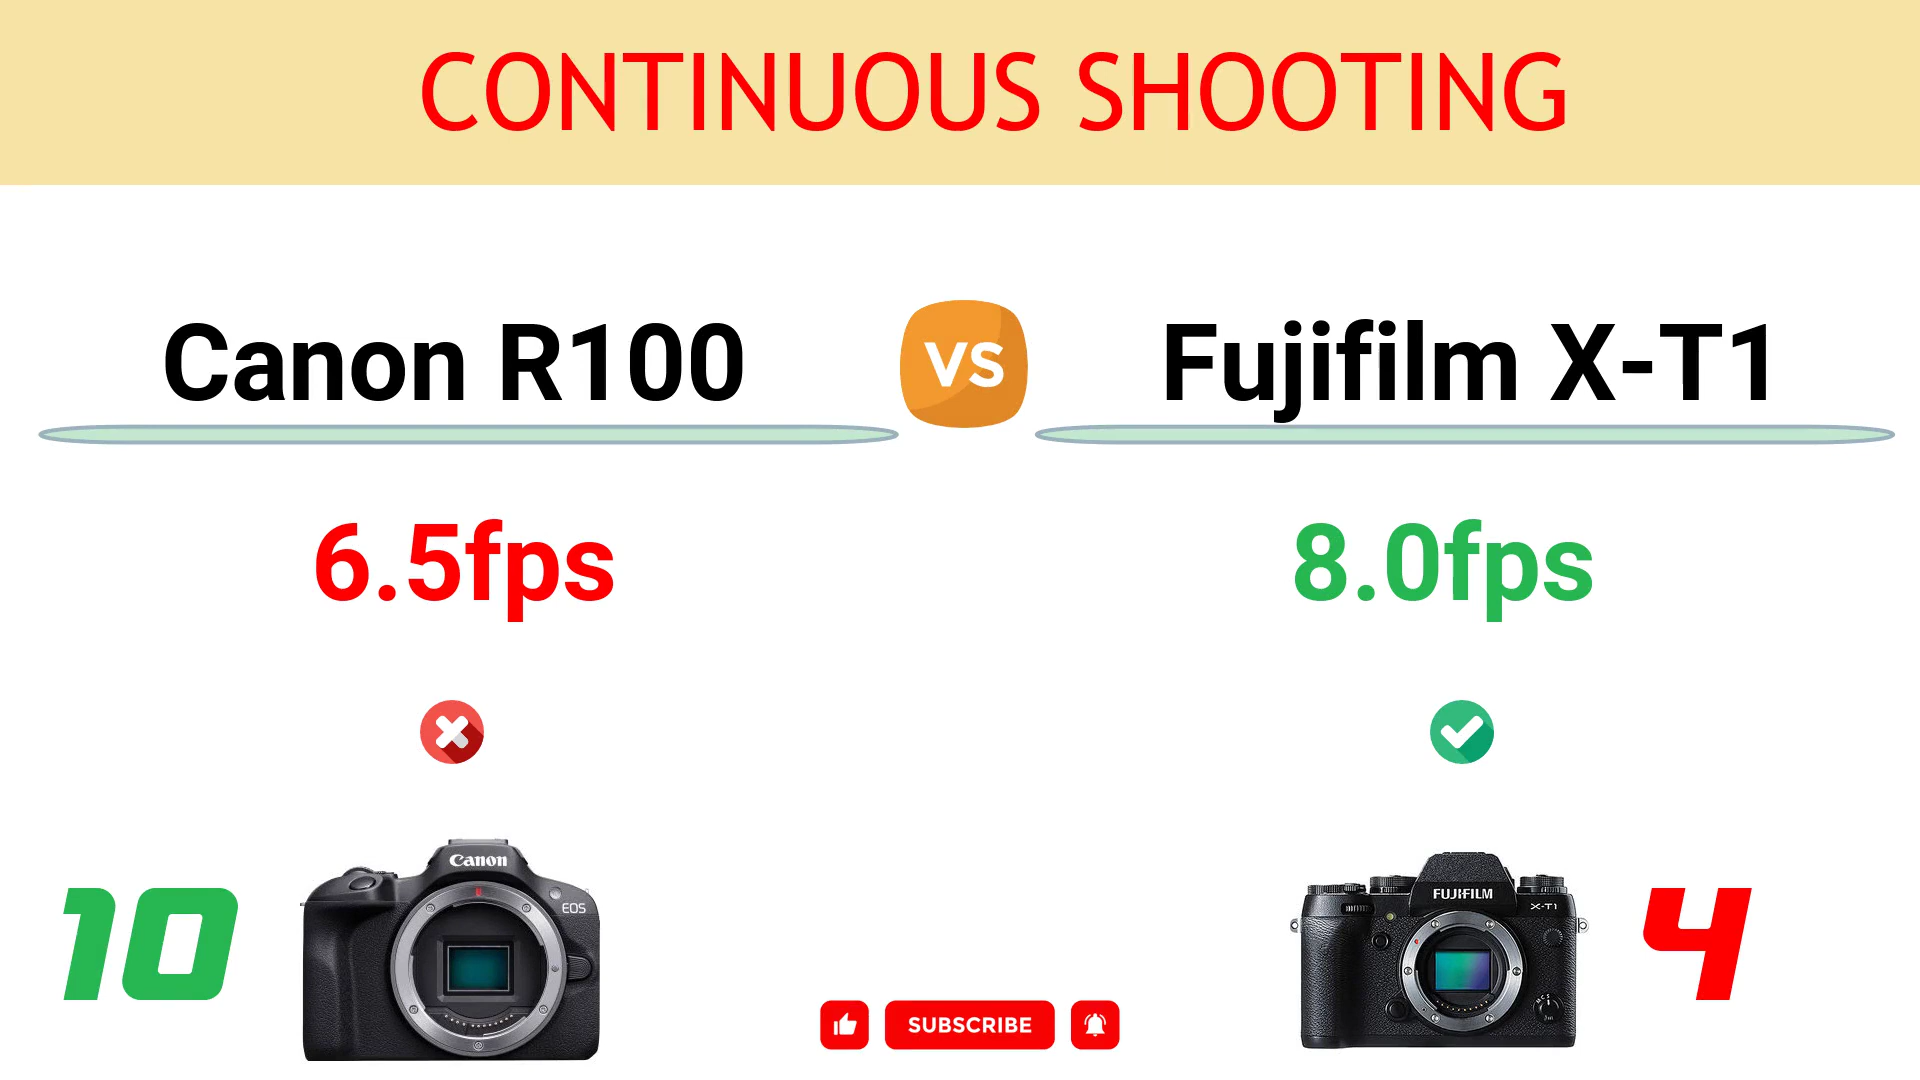 CONTINUOUS SHOOTING
Canon R100
VS
Fujifilm X-T1
6.5fps
8.0fps
Canon
EOS
FUJIFILM
X-T1
10
4
SUBSCRIBE